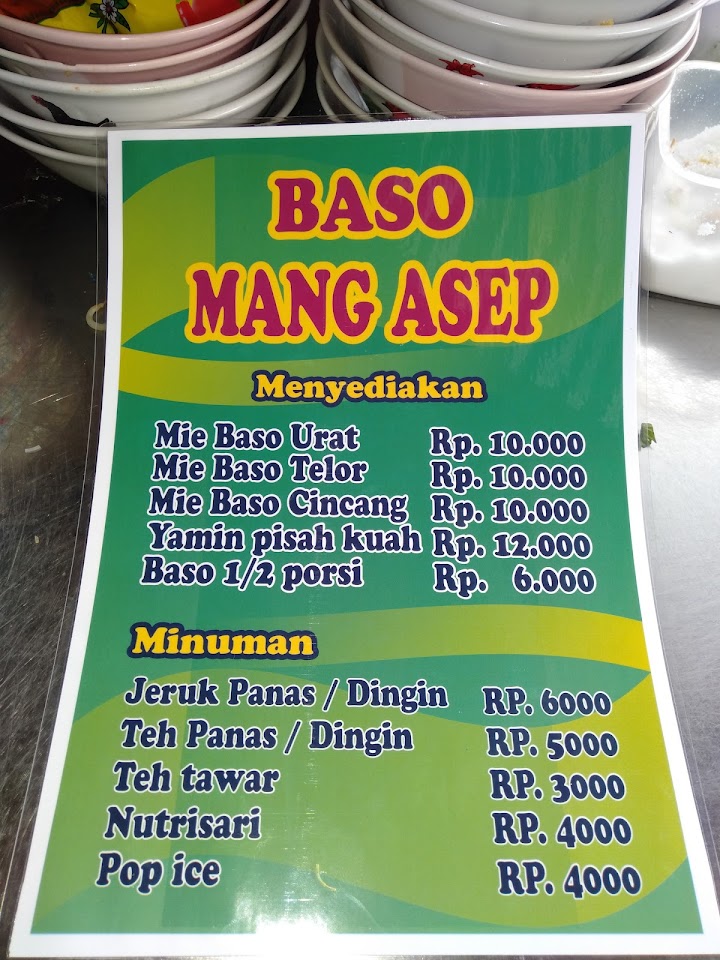 BASO
MANG ASEP
Menyediakan
Mie Baso Urat Rp. 10.000
Mie Baso Telor Rp. 10.000
Mie Baso Cincang Rp. 10.000
Yamin pisah kuah Rp. 12.000
Baso 1/2 porsi Rp. 6.000
Minuman
Jeruk Panas / Dingin RP. 6000
Teh Panas / Dingin RP. 5000
Teh tawar RP. 3000
Nutrisari RP. 4000
Pop ice RP. 4000